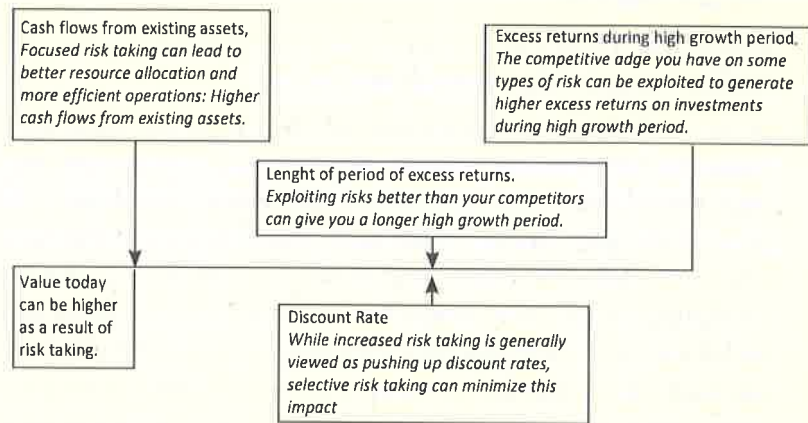 Cash flows from existing assets,
Focused risk taking can lead to
better resource allocation and
more efficient operations: Higher
cash flows from existing assets.
Excess returns during high growth period.
The competitive adge you have on some
types of risk can be exploited to generate
higher excess returns on investments
during high growth period.
Lenght of period of excess returns.
Exploiting risks better than your competitors
can give you a longer high growth period.
Value today
can be higher
as a result of
risk taking.
Discount Rate
While increased risk taking is generally
viewed as pushing up discount rates,
selective risk taking can minimize this
impact